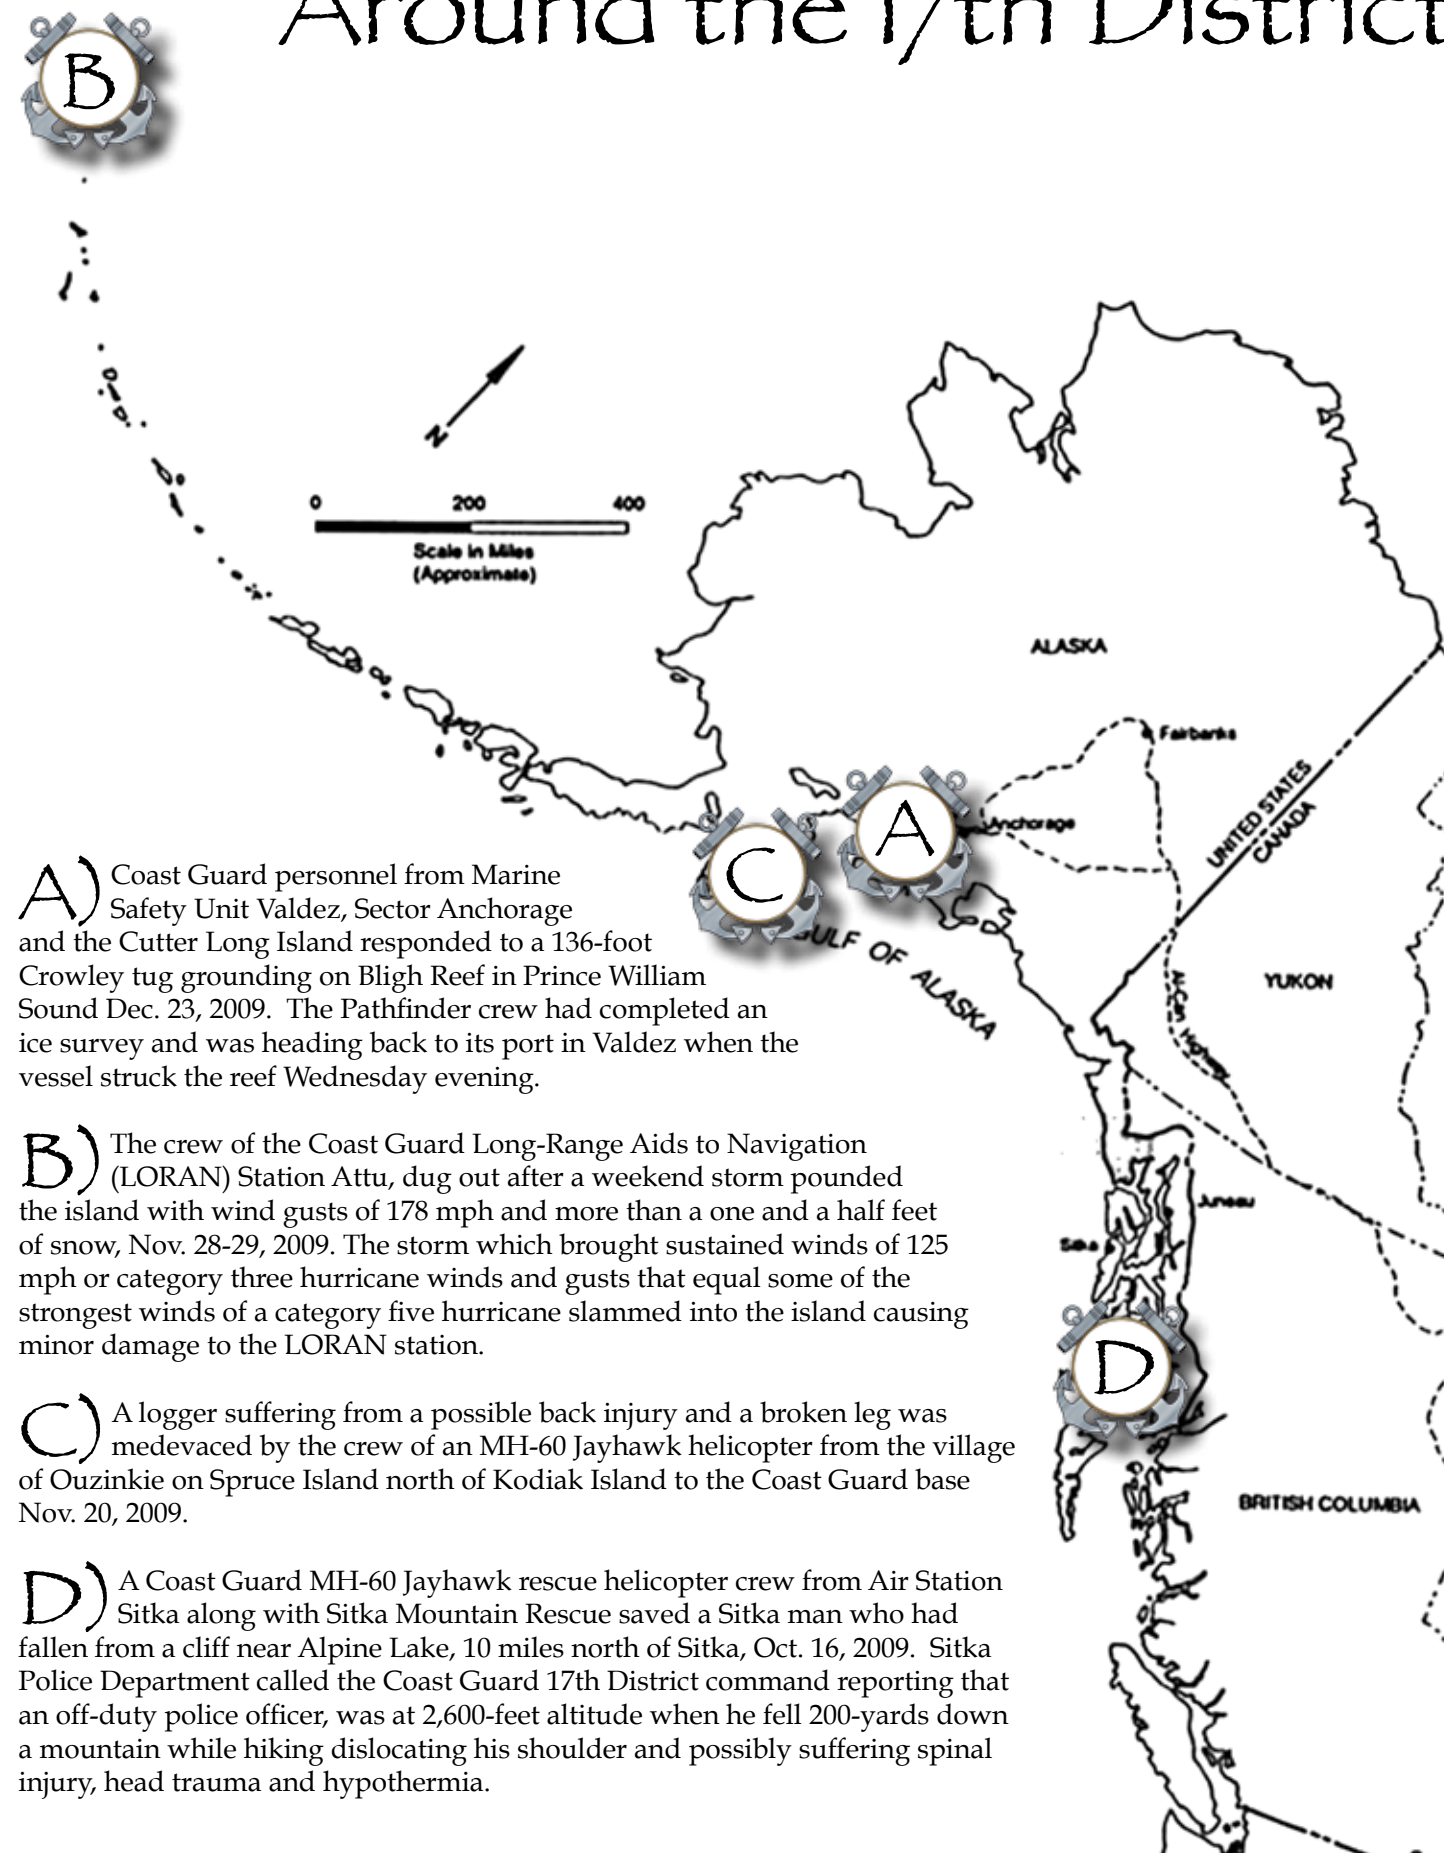 Around the 17th District
B
N
0 200 400
Scale in Miles
(Approximate)
ALASKA
Fairbanks
UNITED STATES
CANADA
Anchorage
A
C
GULF OF ALASKA
YUKON
Al-Can Highway
Juneau
Sitka
D
BRITISH COLUMBIA
A) Coast Guard personnel from Marine
Safety Unit Valdez, Sector Anchorage
and the Cutter Long Island responded to a 136-foot
Crowley tug grounding on Bligh Reef in Prince William
Sound Dec. 23, 2009. The Pathfinder crew had completed an
ice survey and was heading back to its port in Valdez when the
vessel struck the reef Wednesday evening.
B) The crew of the Coast Guard Long-Range Aids to Navigation
(LORAN) Station Attu, dug out after a weekend storm pounded
the island with wind gusts of 178 mph and more than a one and a half feet
of snow, Nov. 28-29, 2009. The storm which brought sustained winds of 125
mph or category three hurricane winds and gusts that equal some of the
strongest winds of a category five hurricane slammed into the island causing
minor damage to the LORAN station.
C) A logger suffering from a possible back injury and a broken leg was
medevaced by the crew of an MH-60 Jayhawk helicopter from the village
of Ouzinkie on Spruce Island north of Kodiak Island to the Coast Guard base
Nov. 20, 2009.
D) A Coast Guard MH-60 Jayhawk rescue helicopter crew from Air Station
Sitka along with Sitka Mountain Rescue saved a Sitka man who had
fallen from a cliff near Alpine Lake, 10 miles north of Sitka, Oct. 16, 2009. Sitka
Police Department called the Coast Guard 17th District command reporting that
an off-duty police officer, was at 2,600-feet altitude when he fell 200-yards down
a mountain while hiking dislocating his shoulder and possibly suffering spinal
injury, head trauma and hypothermia.